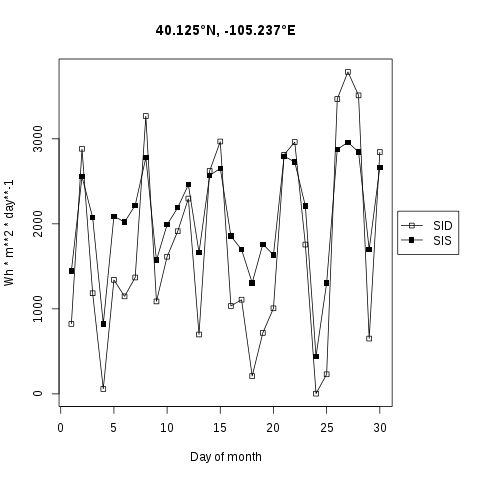 40.125°N, -105.237°E
Wh * m**2 * day**-1
3000
2000
1000
0
0 5 10 15 20 25 30
Day of month
SID
SIS